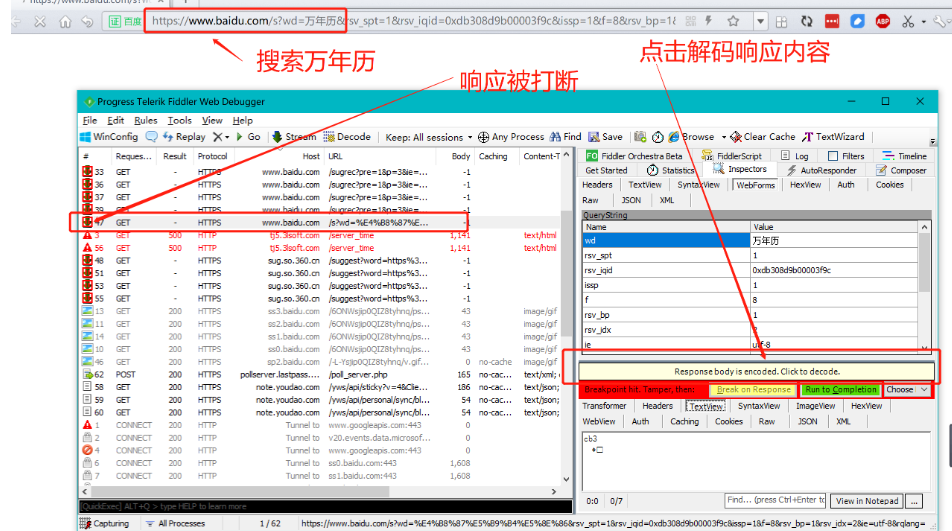 https://www.baidu.com/s?wd=万年历&rsv_spt=1&rsv_iqid=0xdb308d9b00003f9c&issp=1&f=8&rsv_bp=1&
搜索万年历
点击解码响应内容
响应被打断
Progress Telerik Fiddler Web Debugger
File Edit Rules Tools View Help
WinConfig Replay Go Stream Decode Keep: All sessions Any Process Find Save Browse Clear Cache TextWizard
# Reques... Result Protocol Host URL Body Caching Content-T
33 GET - HTTPS www.baidu.com /sugrec?pre=1&p=3&ie=... -1
36 GET - HTTPS www.baidu.com /sugrec?pre=1&p=3&ie=... -1
37 GET - HTTPS www.baidu.com /sugrec?pre=1&p=3&ie=... -1
39 GET - HTTPS www.baidu.com /sugrec?pre=1&p=3&ie=... -1
47 GET - HTTPS www.baidu.com /s?wd=%E4%B8%87%E... -1
3 GET 500 HTTP tj5.3lsoft.com /server_time 1,141 text/html
56 GET 500 HTTP tj5.3lsoft.com /server_time 1,141 text/html
48 GET - HTTPS sug.so.360.cn /suggest?word=https%3... -1
51 GET - HTTPS sug.so.360.cn /suggest?word=https%3... -1
53 GET - HTTPS sug.so.360.cn /suggest?word=https%3... -1
55 GET - HTTPS sug.so.360.cn /suggest?word=https%3... -1
13 GET 200 HTTPS ss3.baidu.com /6ONWsjip0QIZ8tyhnq/ps... 43 image/gif
11 GET 200 HTTPS ss2.baidu.com /6ONWsjip0QIZ8tyhnq/ps... 43
14 GET 200 HTTPS ss1.baidu.com /6ONWsjip0QIZ8tyhnq/ps... 43 image/gif
10 GET 200 HTTPS ss0.baidu.com /6ONWsjip0QIZ8tyhnq/ps... 43 image/gif
46 GET 200 HTTPS sp2.baidu.com /-L-Ysjip0QIZ8tyhnq/v.gif... 0 no-cache image/gif
62 POST 200 HTTPS pollserver.lastpass.... /poll_server.php 165 no-cac... text/xml;
58 GET 200 HTTPS note.youdao.com /yws/api/sticky?v=4&Clie... 186 no-cac... text/json;
59 GET 200 HTTPS note.youdao.com /yws/api/personal/sync/bl... 54 no-cac... text/json;
60 GET 200 HTTPS note.youdao.com /yws/api/personal/sync/bl... 54 no-cac... text/json;
1 CONNECT 200 HTTP Tunnel to www.googleapis.com:443 0
2 CONNECT 200 HTTP Tunnel to v20.events.data.microsof... 0
4 CONNECT 200 HTTP Tunnel to www.googleapis.com:443 0
6 CONNECT 200 HTTP Tunnel to ss0.baidu.com:443 1,608
7 CONNECT 200 HTTP Tunnel to ss1.baidu.com:443 1,608
[QuickExec] ALT+Q > type HELP to learn more
Capturing All Processes 1 / 62 https://www.baidu.com/s?wd=%E4%B8%87%E5%B9%B4%E5%8E%86&rsv_spt=1&rsv_iqid=0xdb308d9b00003f9c&issp=1&f=8&rsv_bp=1&rsv_idx=2&ie=utf-8&rqlang=
Fiddler Orchestra Beta FiddlerScript Log Filters Timeline
Get Started Statistics Inspectors AutoResponder Composer
Headers TextView SyntaxView WebForms HexView Auth Cookies
Raw JSON XML
QueryString
Name Value
wd 万年历
rsv_spt 1
rsv_iqid 0xdb308d9b00003f9c
issp 1
f 8
rsv_bp 1
rsv_idx 2
ie utf-8
Response body is encoded. Click to decode.
Breakpoint hit. Tamper, then: Break on Response Run to Completion Choose
Transformer Headers TextView SyntaxView ImageView HexView
WebView Auth Caching Cookies Raw JSON XML
cb3
0:0 0/7 Find... (press Ctrl+Enter to View in Notepad ...